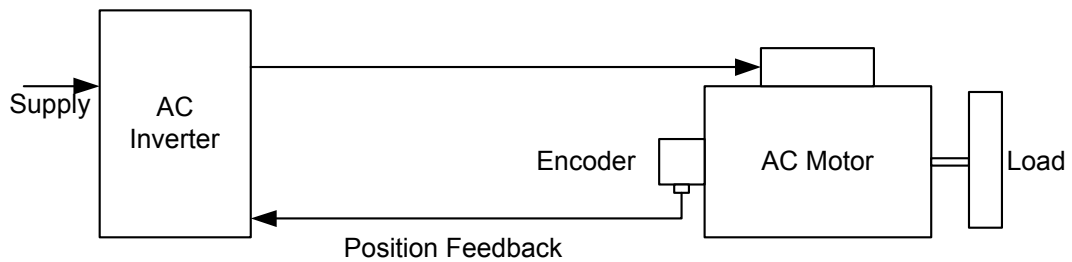 Supply
AC
Inverter
Encoder
AC Motor
Load
Position Feedback